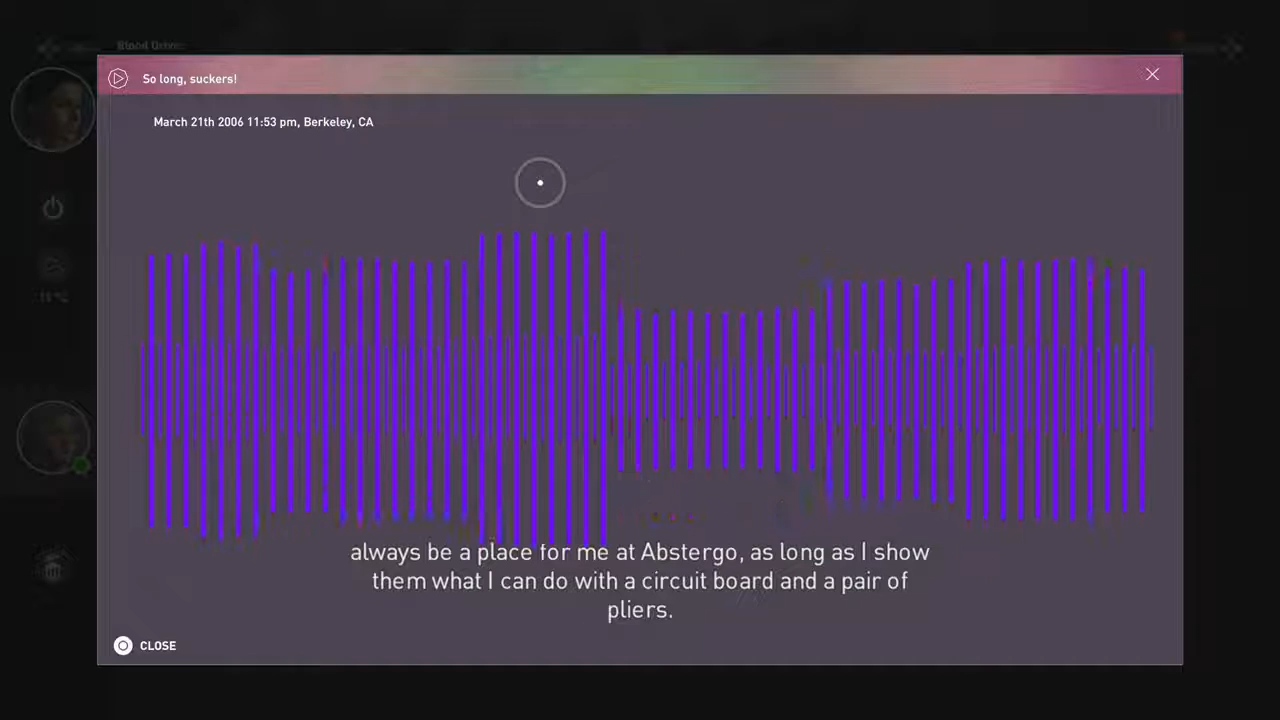 So long, suckers!
March 21th 2006 11:53 pm, Berkeley, CA
always be a place for me at Abstergo, as long as I show
them what I can do with a circuit board and a pair of
pliers.
CLOSE